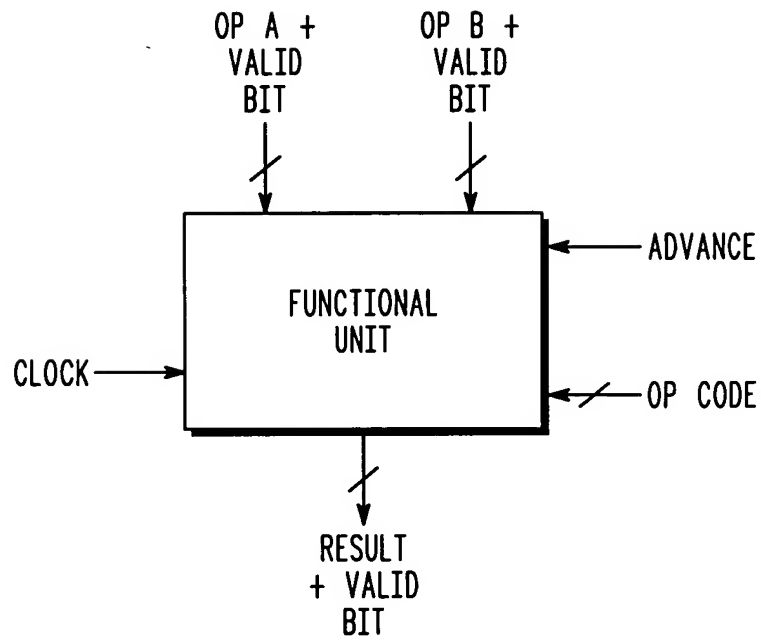 OP A +
VALID
BIT
OP B +
VALID
BIT
ADVANCE
FUNCTIONAL
UNIT
CLOCK
OP CODE
RESULT
+ VALID
BIT